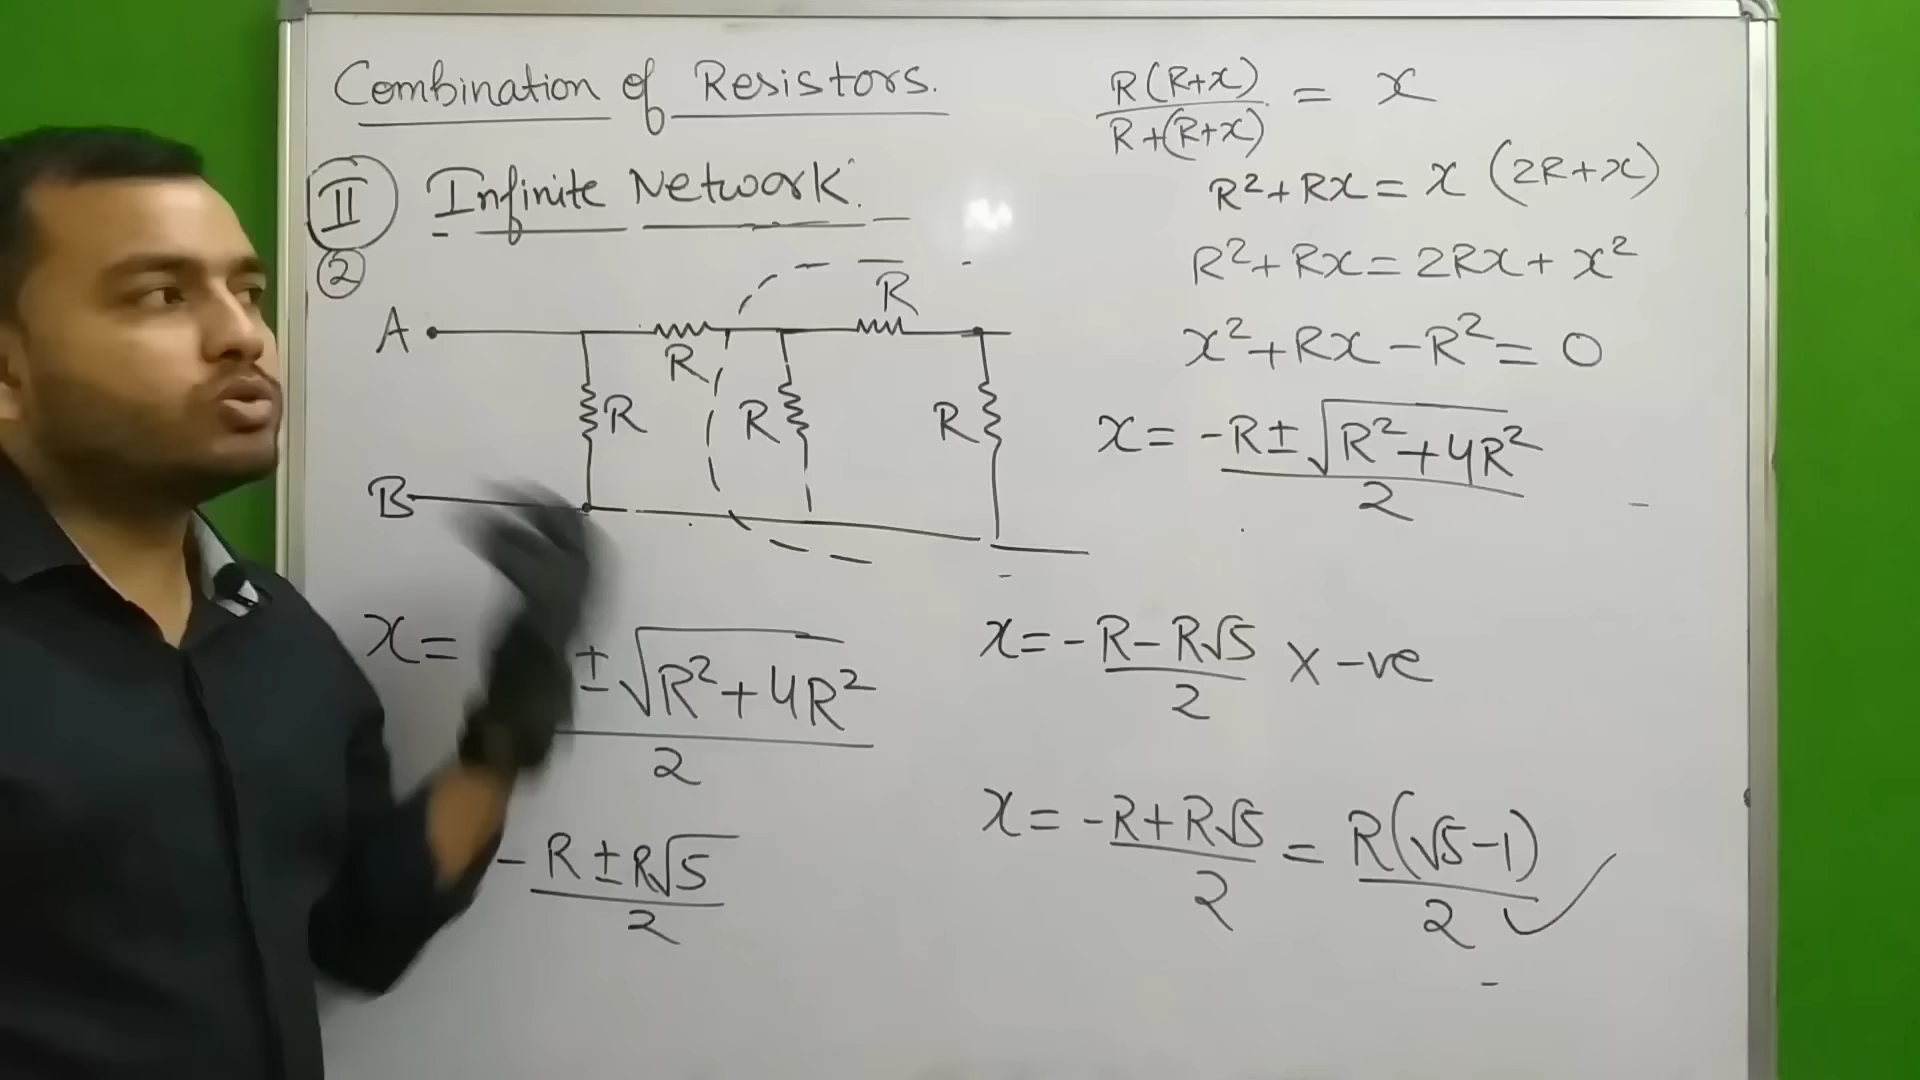 Combination of Resistors.
II Infinite Network.
2
A
R
R
R
R
R
B
x = ± √R²+4R²
2
- R ± R√5
2
R(R+x) = x
R+(R+x)
R²+Rx = x (2R+x)
R²+Rx = 2Rx + x²
x²+Rx-R² = 0
x = -R ± √R²+4R²
2
x = -R-R√5 x -ve
2
x = -R+R√5 = R(√5-1)
2 2